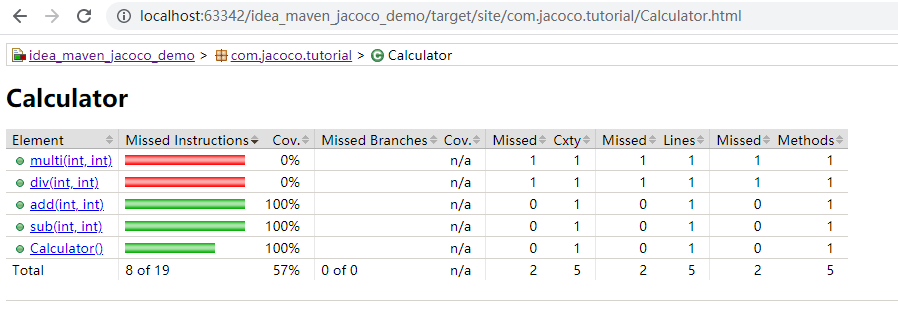 localhost:63342/idea_maven_jacoco_demo/target/site/com.jacoco.tutorial/Calculator.html
idea_maven_jacoco_demo > com.jacoco.tutorial > Calculator
Calculator
Element Missed Instructions Cov. Missed Branches Cov. Missed Cxty Missed Lines Missed Methods
multi(int, int) 0% n/a 1 1 1 1 1 1
div(int, int) 0% n/a 1 1 1 1 1 1
add(int, int) 100% n/a 0 1 0 1 0 1
sub(int, int) 100% n/a 0 1 0 1 0 1
Calculator() 100% n/a 0 1 0 1 0 1
Total 8 of 19 57% 0 of 0 n/a 2 5 2 5 2 5